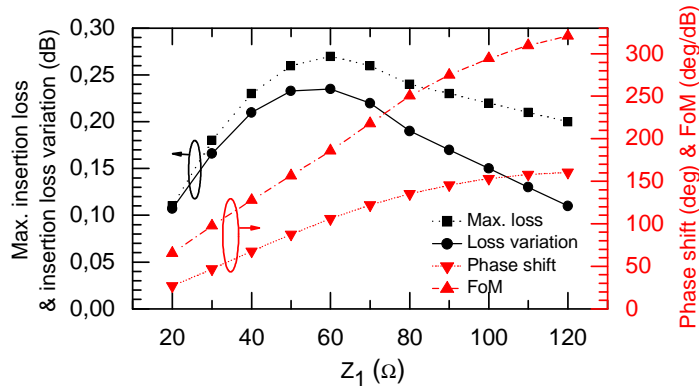 Max. insertion loss
& insertion loss variation (dB)
0,30
0,20
0,15
0,10
0,05
0,00
20
40
60
80
100
120
Z1 (Ω)
300
250
200
150
100
50
0
Phase shift (deg) & FoM (deg/dB)
Max. loss
Loss variation
Phase shift
FoM